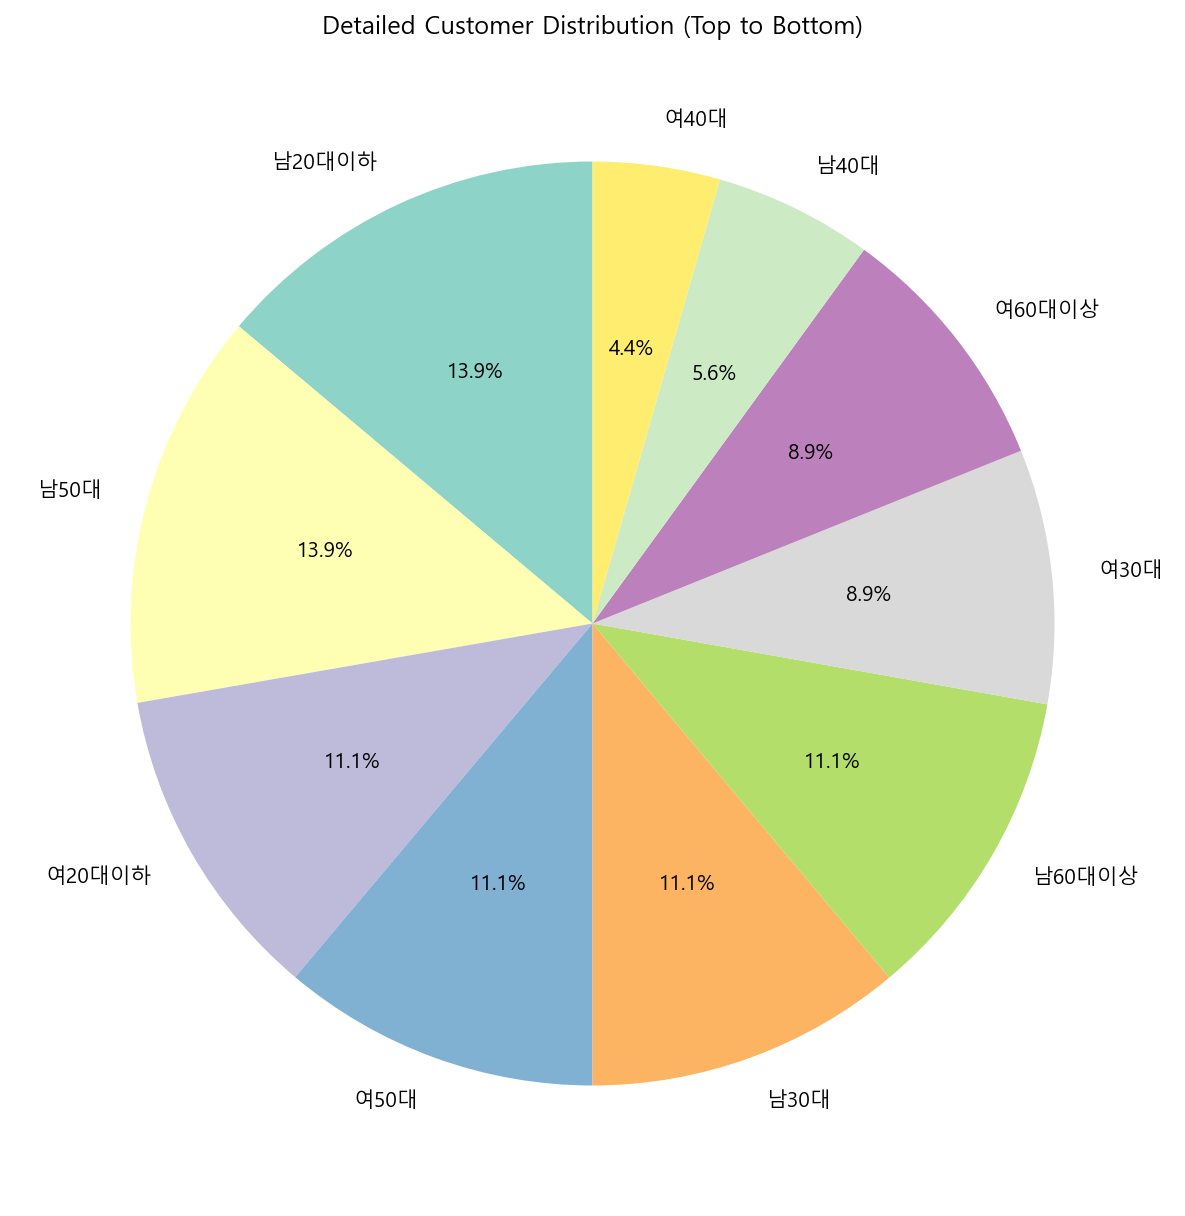 Detailed Customer Distribution (Top to Bottom)
여40대
남20대이하
남40대
여60대이상
4.4%
13.9%
5.6%
8.9%
남50대
13.9%
여30대
8.9%
11.1%
11.1%
여20대이하
11.1%
11.1%
남60대이상
여50대
남30대